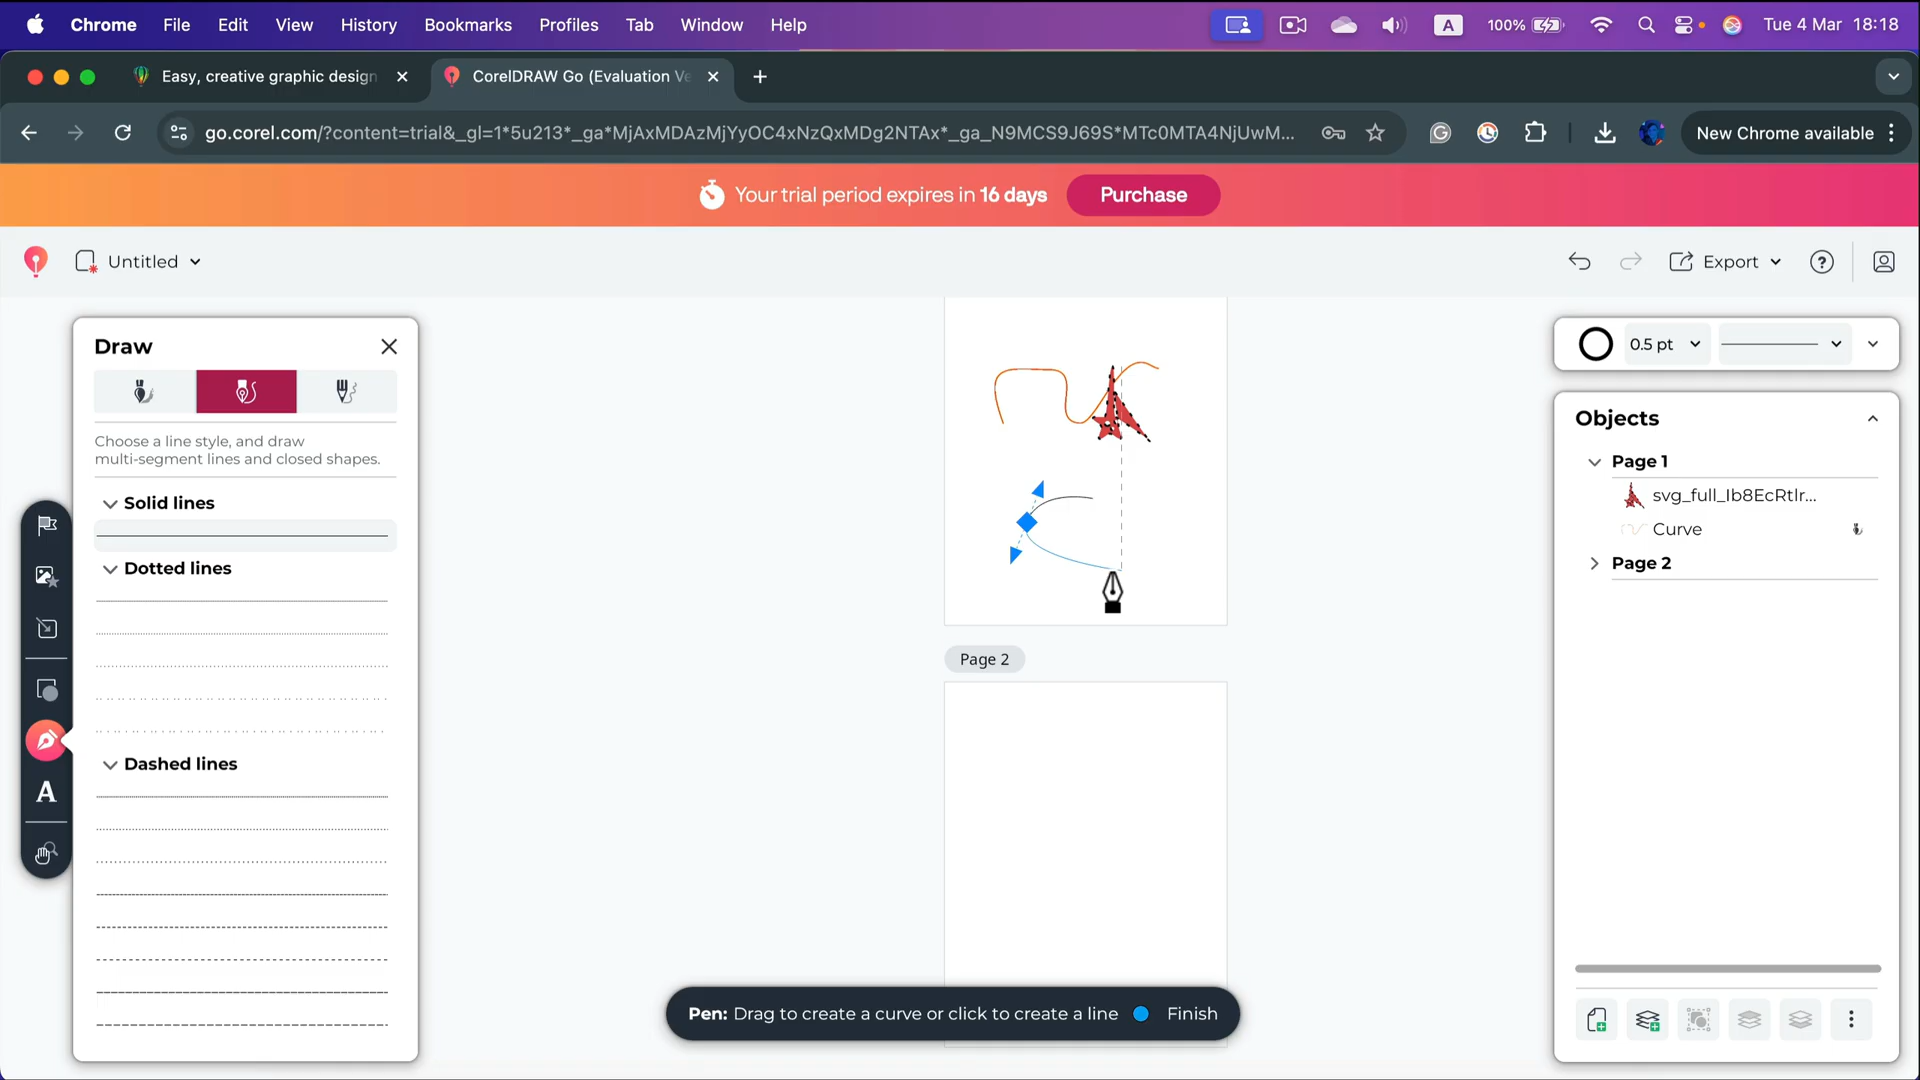 Chrome File Edit View History Bookmarks Profiles Tab Window Help A 100% Tue 4 Mar 18:18
Easy, creative graphic design
CorelDRAW Go (Evaluation Ve
go.corel.com/?content=trial&_gl=1*5u213*_ga*MjAxMDAzMjYyOC4xNzQxMDg2NTAx*_ga_N9MCS9J69S*MTc0MTA4NjUwM...
New Chrome available
Your trial period expires in 16 days
Purchase
Untitled
Export
Draw
Choose a line style, and draw
multi-segment lines and closed shapes.
Solid lines
Dotted lines
Dashed lines
A
Page 2
Pen: Drag to create a curve or click to create a line
Finish
0.5 pt
Objects
Page 1
svg_full_Ib8EcRtlr...
Curve
Page 2